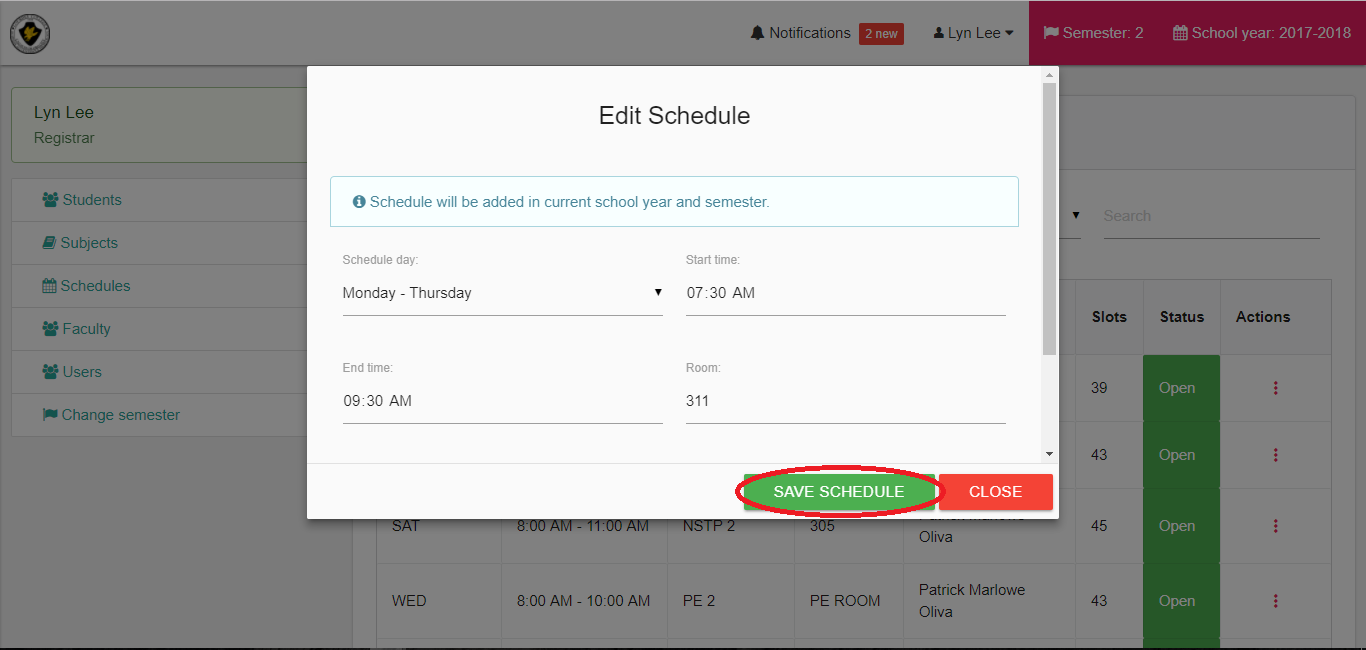 Notifications 2 new Lyn Lee Semester: 2 School year: 2017-2018
Lyn Lee
Registrar
Students
Subjects
Schedules
Faculty
Users
Change semester
Edit Schedule
Schedule will be added in current school year and semester.
Schedule day: Start time:
Monday - Thursday 07:30 AM
End time: Room:
09:30 AM 311
SAVE SCHEDULE CLOSE
Search
Slots Status Actions
39 Open
43 Open
SAT 8:00 AM - 11:00 AM NSTP 2 305 Patrick Marlowe
Oliva 45 Open
WED 8:00 AM - 10:00 AM PE 2 PE ROOM Patrick Marlowe
Oliva 43 Open